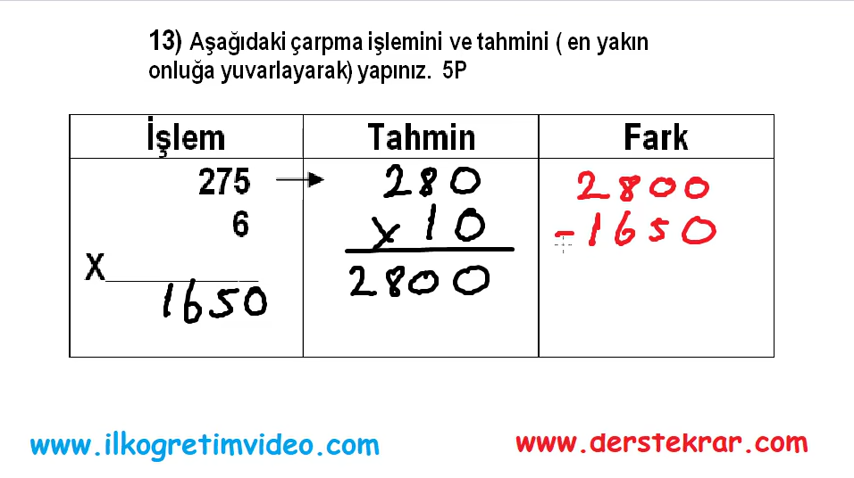 13) Aşağıdaki çarpma işlemini ve tahmini ( en yakın
onluğa yuvarlayarak) yapınız. 5P
İşlem Tahmin Fark
275 → 280 2800
6 x 10 - 1650
X
1650 2800
www.ilkogretimvideo.com www.derstekrar.com